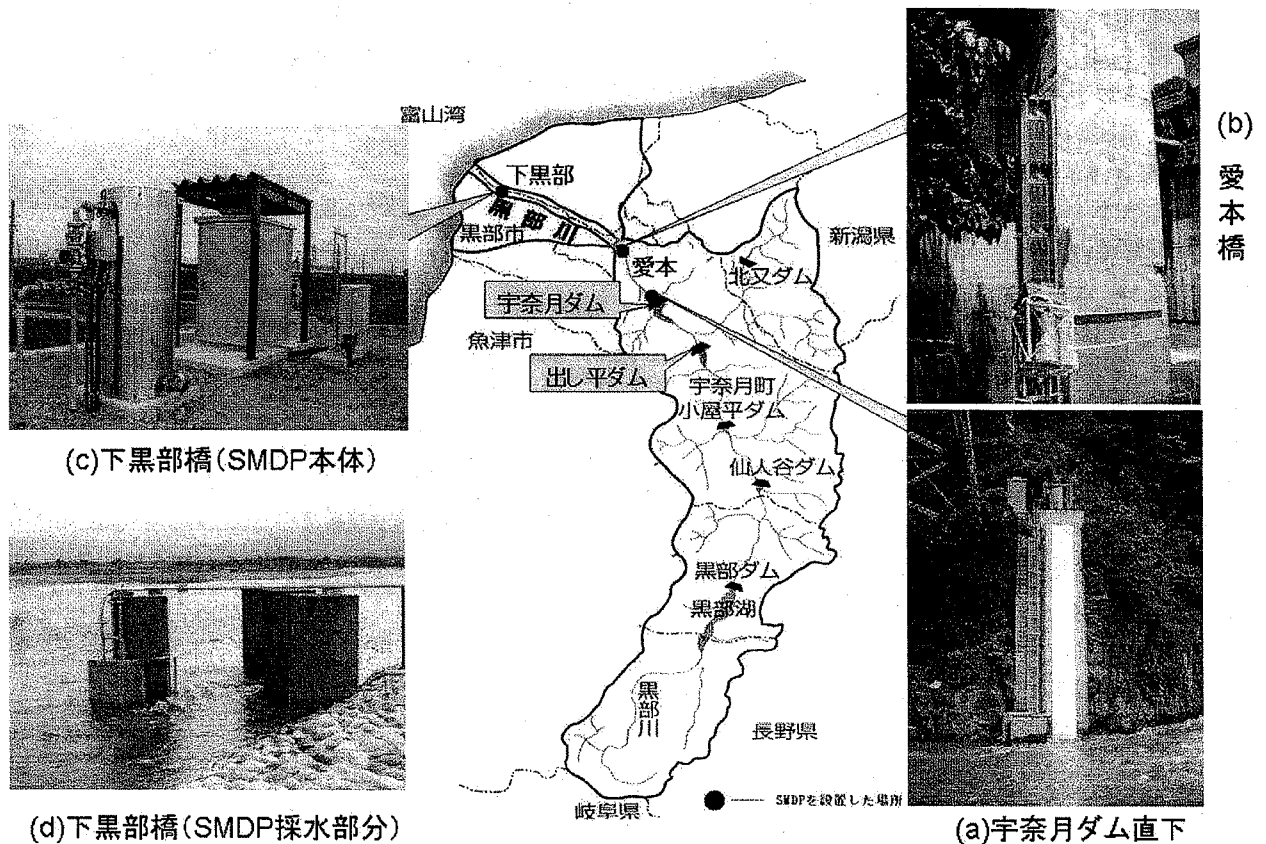 富山湾
下黒部
黒部川
黒部市
愛本
新潟県
北又ダム
宇奈月ダム
魚津市
出し平ダム
宇奈月町
小屋平ダム
仙人谷ダム
黒部ダム
黒部湖
黒部川
長野県
岐阜県
SMDPを設置した場所
(b)愛本橋
(c)下黒部橋(SMDP本体)
(d)下黒部橋(SMDP採水部分)
(a)宇奈月ダム直下